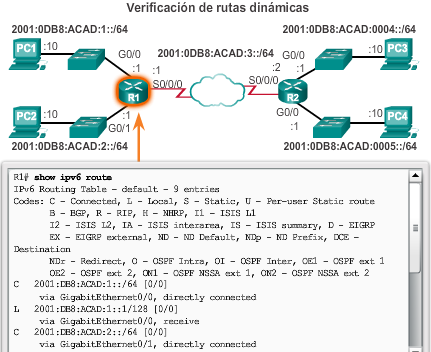 Verificación de rutas dinámicas
2001:0DB8:ACAD:1::/64
2001:0DB8:ACAD:0004::/64
PC1
:10
G0/0
:1
:1
S0/0/0
R1
2001:0DB8:ACAD:3::/64
:2
S0/0/0
G0/0
:1
R2
:10
PC3
PC2
:10
:1
G0/1
2001:0DB8:ACAD:2::/64
G0/1
:1
:10
PC4
2001:0DB8:ACAD:0005::/64
R1# show ipv6 route
IPv6 Routing Table - default - 9 entries
Codes: C - Connected, L - Local, S - Static, U - Per-user Static route
B - BGP, R - RIP, H - NHRP, I1 - ISIS L1
I2 - ISIS L2, IA - ISIS interarea, IS - ISIS summary, D - EIGRP
EX - EIGRP external, ND - ND Default, NDp - ND Prefix, DCE -
Destination
NDr - Redirect, O - OSPF Intra, OI - OSPF Inter, OE1 - OSPF ext 1
OE2 - OSPF ext 2, ON1 - OSPF NSSA ext 1, ON2 - OSPF NSSA ext 2
C 2001:DB8:ACAD:1::/64 [0/0]
via GigabitEthernet0/0, directly connected
L 2001:DB8:ACAD:1::1/128 [0/0]
via GigabitEthernet0/0, receive
C 2001:DB8:ACAD:2::/64 [0/0]
via GigabitEthernet0/1, directly connected